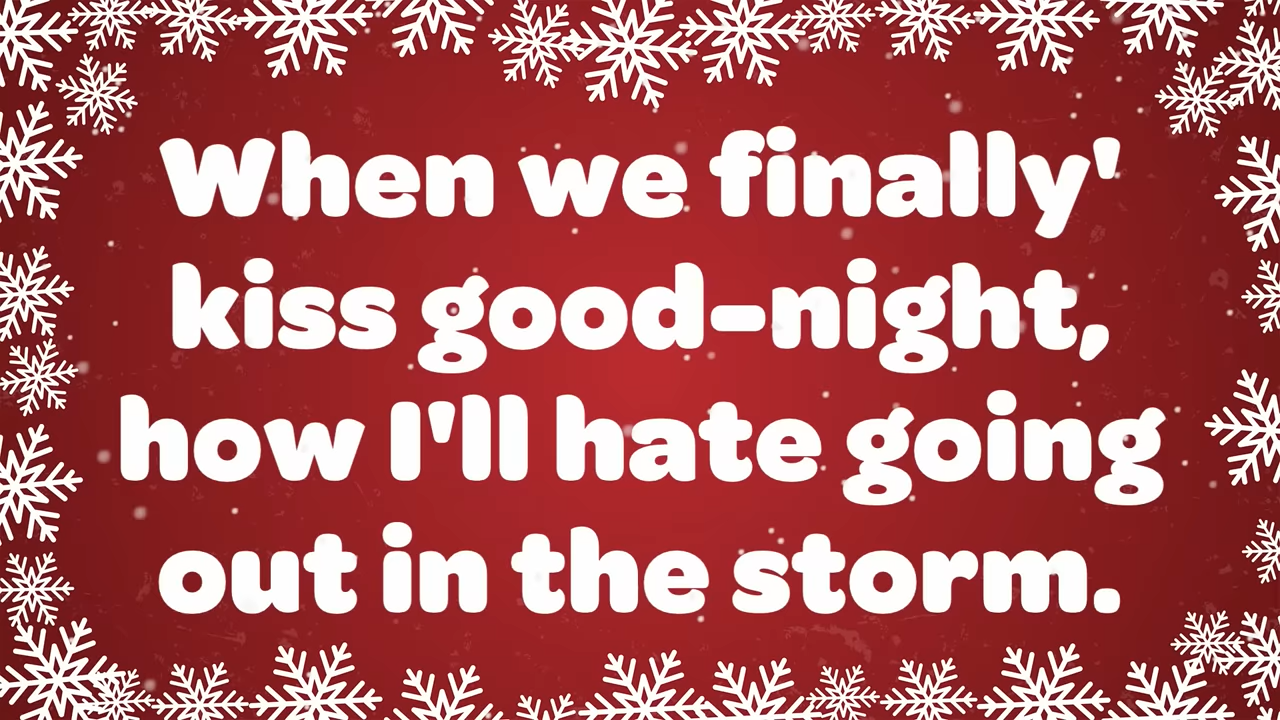 When we finally'
kiss good-night,
how I'll hate going
out in the storm.